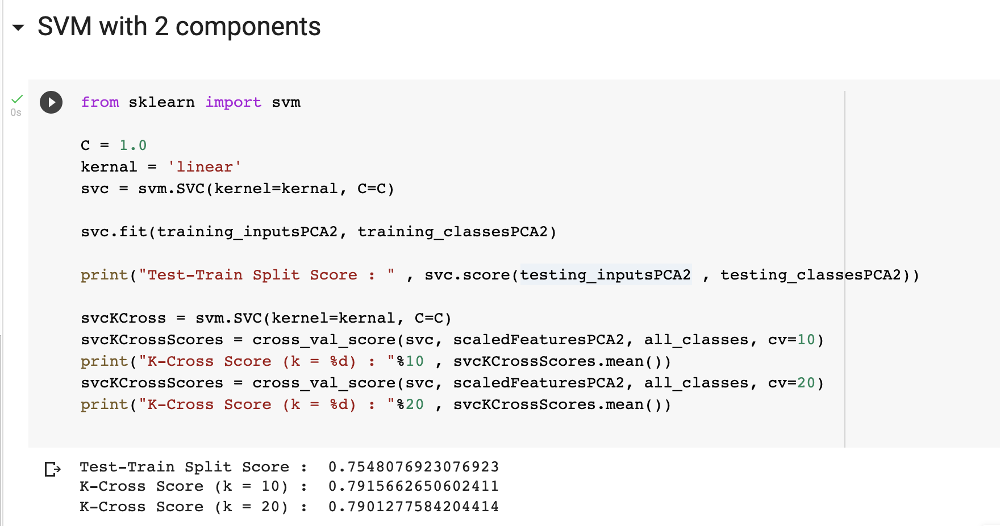 SVM with 2 components
0s
from sklearn import svm
C = 1.0
kernal = 'linear'
svc = svm.SVC(kernel=kernal, C=C)
svc.fit(training_inputsPCA2, training_classesPCA2)
print("Test-Train Split Score : " , svc.score(testing_inputsPCA2 , testing_classesPCA2))
svcKCross = svm.SVC(kernel=kernal, C=C)
svcKCrossScores = cross_val_score(svc, scaledFeaturesPCA2, all_classes, cv=10)
print("K-Cross Score (k = %d) : "%10 , svcKCrossScores.mean())
svcKCrossScores = cross_val_score(svc, scaledFeaturesPCA2, all_classes, cv=20)
print("K-Cross Score (k = %d) : "%20 , svcKCrossScores.mean())
Test-Train Split Score :  0.7548076923076923
K-Cross Score (k = 10) :  0.7915662650602411
K-Cross Score (k = 20) :  0.7901277584204414